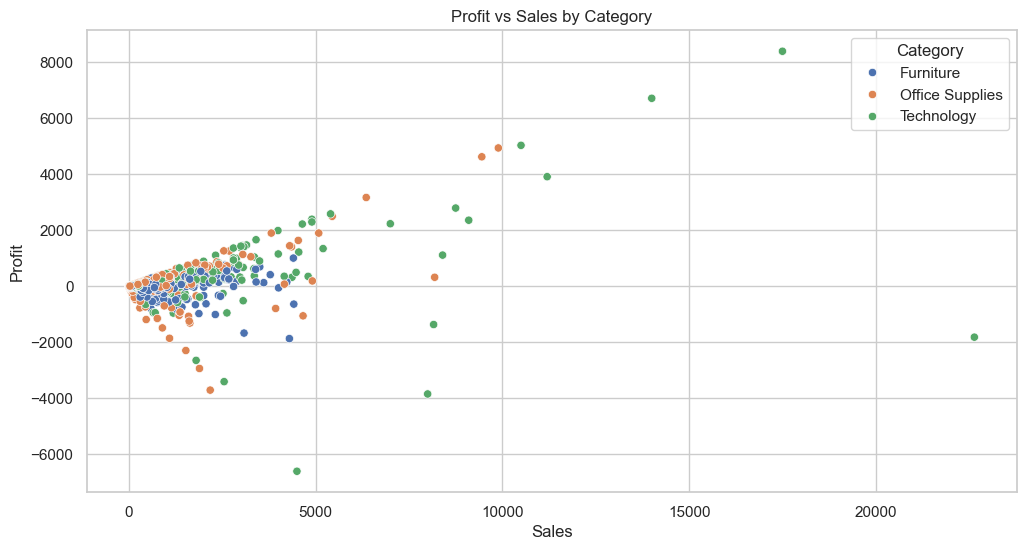 Profit vs Sales by Category
Category
Furniture
Office Supplies
Technology
8000
6000
4000
2000
0
−2000
−4000
−6000
Profit
0 5000 10000 15000 20000
Sales